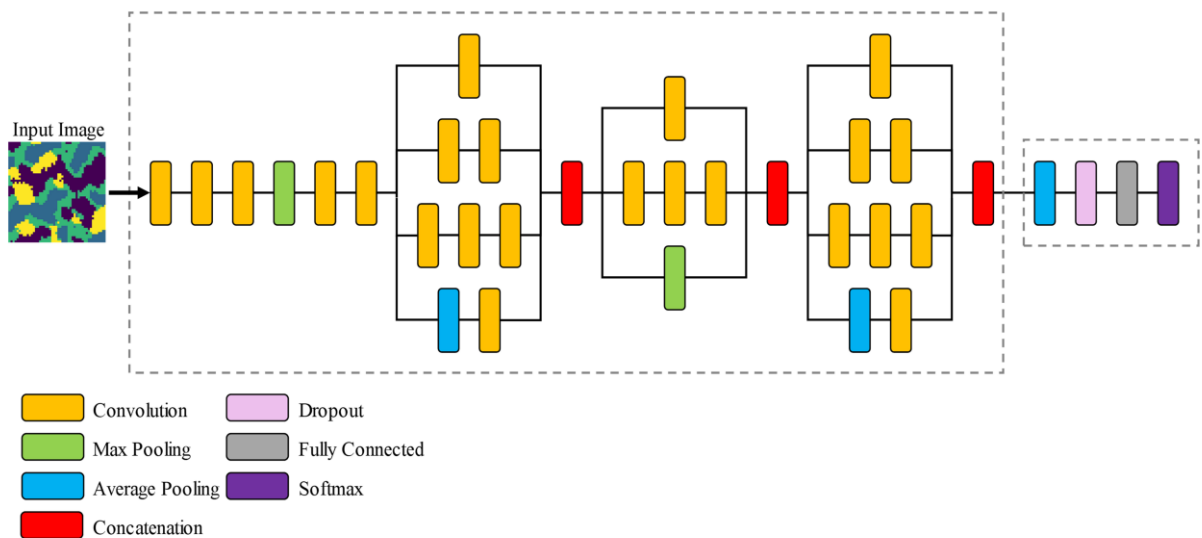 Input Image
Convolution
Dropout
Max Pooling
Fully Connected
Average Pooling
Softmax
Concatenation